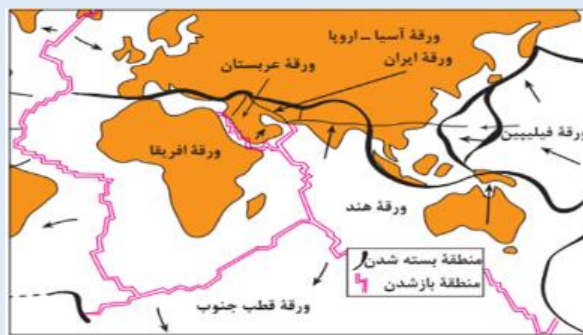 ورقهٔ آسیا – اروپا
ورقهٔ عربستان
ورقهٔ ایران
ورقهٔ فیلیپین
ورقهٔ افریقا
ورقهٔ هند
منطقهٔ بسته شدن
منطقهٔ بازشدن
ورقهٔ قطب جنوب